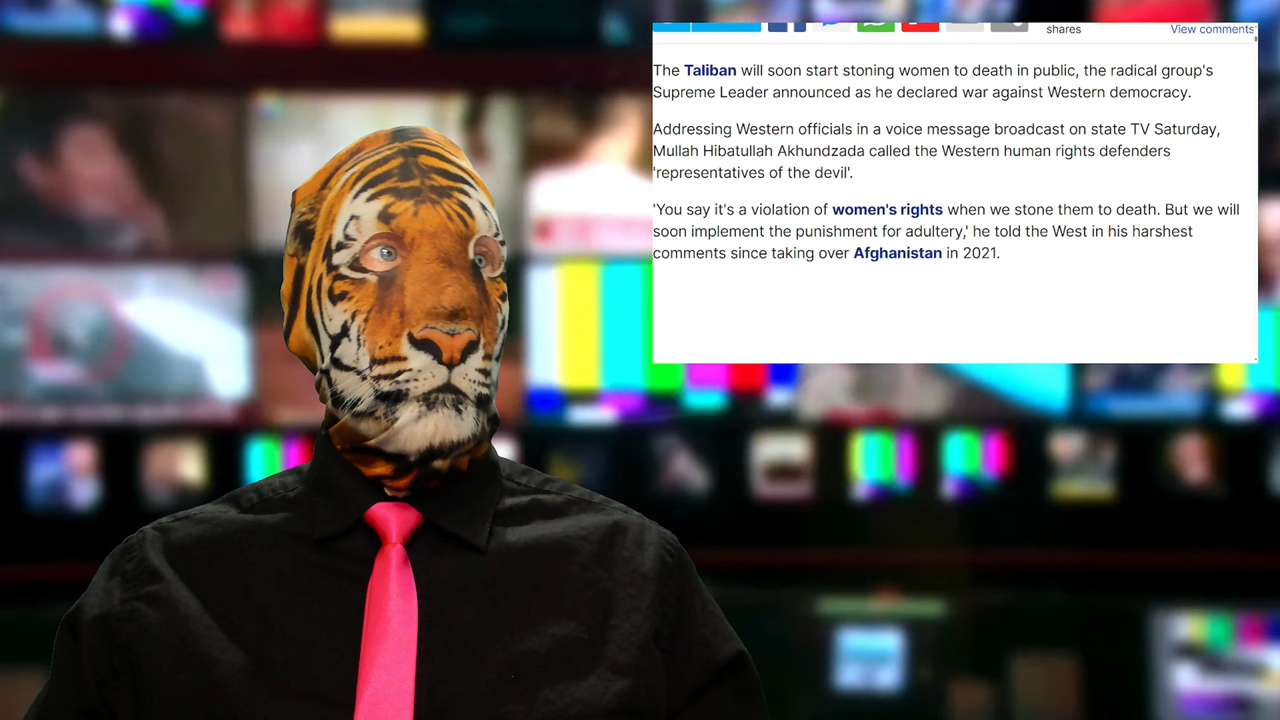 shares
View comments
The Taliban will soon start stoning women to death in public, the radical group's
Supreme Leader announced as he declared war against Western democracy.
Addressing Western officials in a voice message broadcast on state TV Saturday,
Mullah Hibatullah Akhundzada called the Western human rights defenders
'representatives of the devil'.
'You say it's a violation of women's rights when we stone them to death. But we will
soon implement the punishment for adultery,' he told the West in his harshest
comments since taking over Afghanistan in 2021.